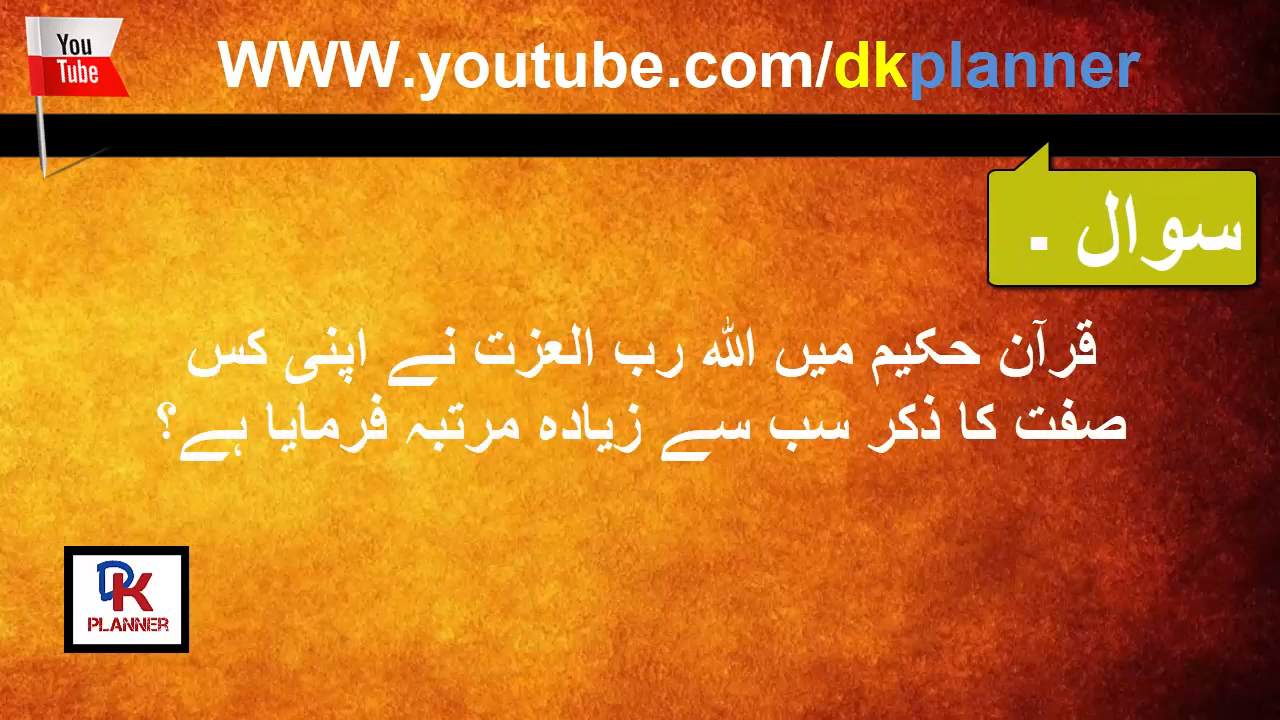 You
Tube
WWW.youtube.com/dkplanner
سوال ۔
قرآن حکیم میں اللہ رب العزت نے اپنی کس
صفت کا ذکر سب سے زیادہ مرتبہ فرمایا ہے؟
DK
PLANNER